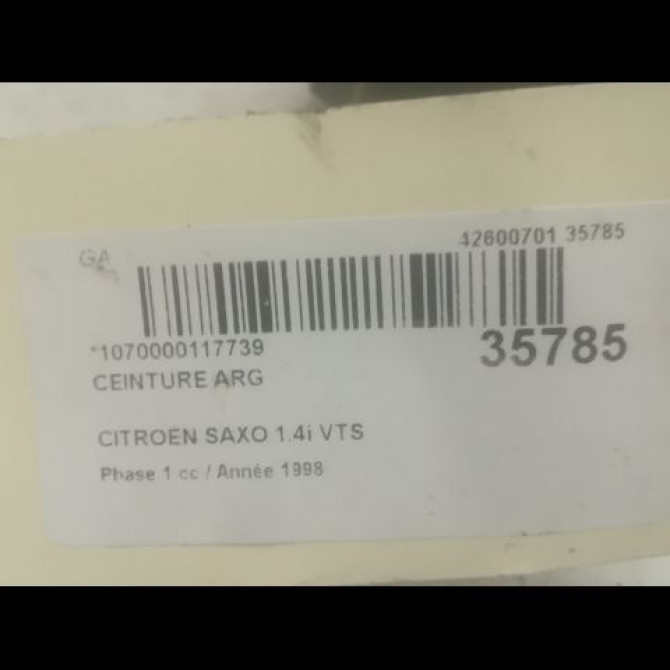 GA
42600701 35785
*1070000117739
35785
CEINTURE ARG
CITROEN SAXO 1.4i VTS
Phase 1 cc / Année 1998